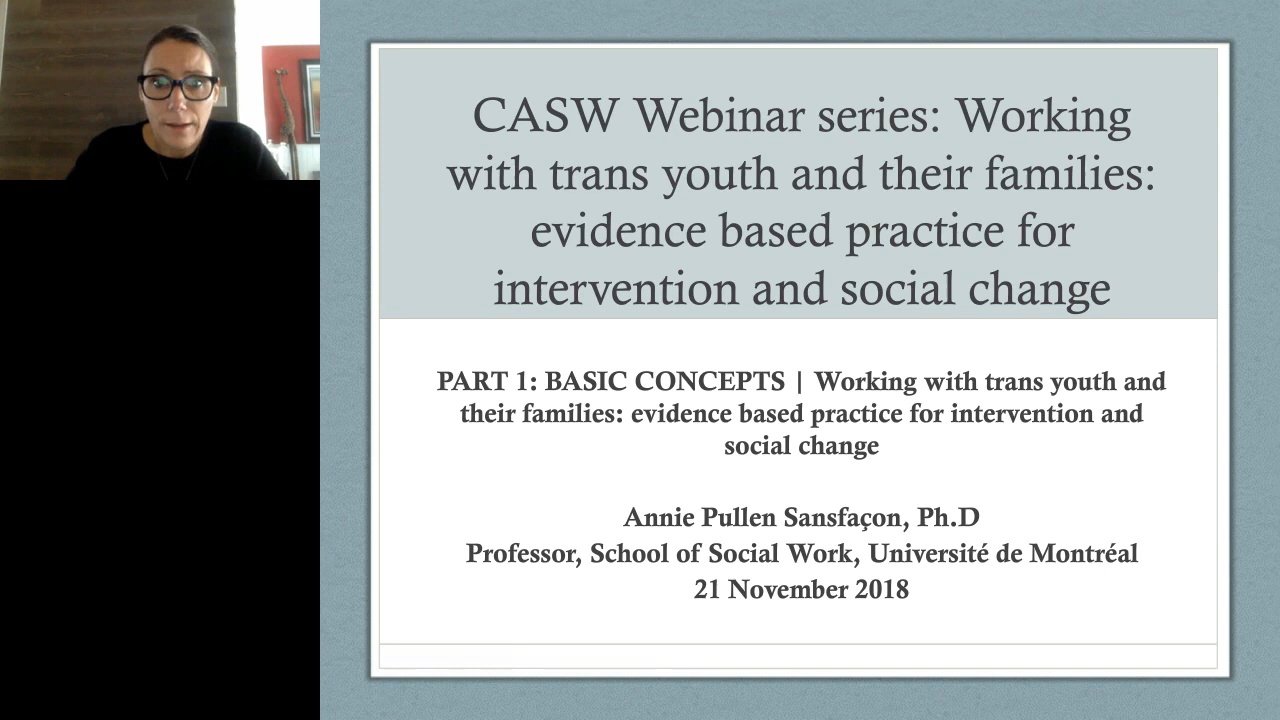 CASW Webinar series: Working
with trans youth and their families:
evidence based practice for
intervention and social change
PART 1: BASIC CONCEPTS | Working with trans youth and
their families: evidence based practice for intervention and
social change
Annie Pullen Sansfaçon, Ph.D
Professor, School of Social Work, Université de Montréal
21 November 2018